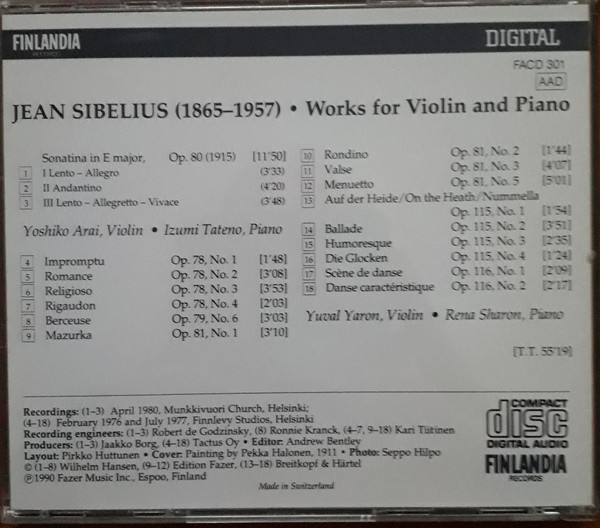 FINLANDIA
RECORDS
DIGITAL
FACD 301
AAD
JEAN SIBELIUS (1865–1957) • Works for Violin and Piano
Sonatina in E major, Op. 80 (1915) [11'50]
1 I Lento – Allegro (3'33)
2 II Andantino (4'20)
3 III Lento – Allegretto – Vivace (3'48)
Yoshiko Arai, Violin • Izumi Tateno, Piano
4 Impromptu Op. 78, No. 1 [1'48]
5 Romance Op. 78, No. 2 [3'08]
6 Religioso Op. 78, No. 3 [3'53]
7 Rigaudon Op. 78, No. 4 [2'03]
8 Berceuse Op. 79, No. 6 [3'03]
9 Mazurka Op. 81, No. 1 [3'10]
10 Rondino Op. 81, No. 2 [1'44]
11 Valse Op. 81, No. 3 [4'07]
12 Menuetto Op. 81, No. 5 [5'01]
13 Auf der Heide/On the Heath/Nummella
Op. 115, No. 1 [1'54]
14 Ballade Op. 115, No. 2 [3'51]
15 Humoresque Op. 115, No. 3 [2'35]
16 Die Glocken Op. 115, No. 4 [1'24]
17 Scène de danse Op. 116, No. 1 [2'09]
18 Danse caractéristique Op. 116, No. 2 [2'17]
Yuval Yaron, Violin • Rena Sharon, Piano
[T.T. 55'19]
Recordings: (1–3) April 1980, Munkkivuori Church, Helsinki;
(4–18) February 1976 and July 1977, Finnlevy Studios, Helsinki
Recording engineers: (1–3) Robert de Godzinsky, (8) Ronnie Kranck, (4–7, 9–18) Kari Tiitinen
Producers: (1–3) Jaakko Borg, (4–18) Tactus Oy • Editor: Andrew Bentley
Layout: Pirkko Huttunen • Cover: Painting by Pekka Halonen, 1911 • Photo: Seppo Hilpo
© (1–8) Wilhelm Hansen, (9–12) Edition Fazer, (13–18) Breitkopf & Härtel
℗ 1990 Fazer Music Inc., Espoo, Finland
Made in Switzerland
COMPACT
disc
DIGITAL AUDIO
FINLANDIA
RECORDS